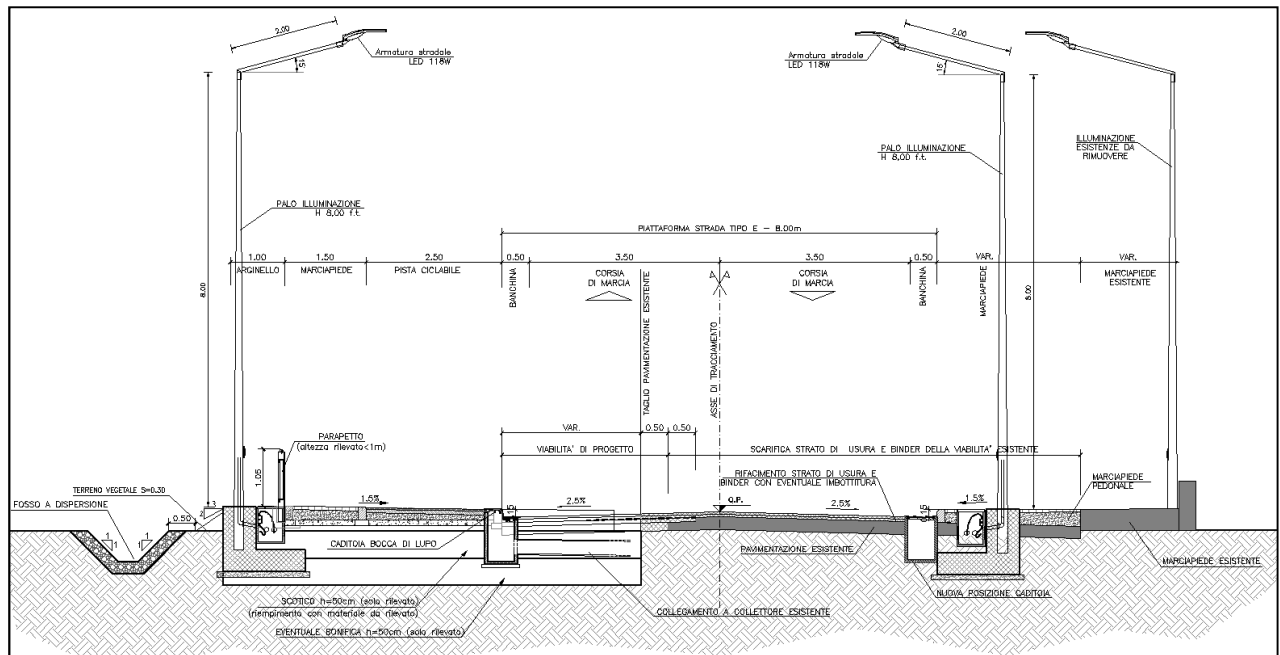 2.00
Armatura stradale
LED 118W
15
2.00
Armatura stradale
LED 118W
15
PALO ILLUMINAZIONE
H 8,00 f.t.
ILLUMINAZIONE
ESISTENZE DA
RIMUOVERE
PALO ILLUMINAZIONE
H 8,00 f.t.
8.00
8.00
PIATTAFORMA STRADA TIPO E - 8.00m
1.00
1.50
2.50
0.50
3.50
3.50
0.50
VAR.
VAR.
ARGINELLO
MARCIAPIEDE
PISTA CICLABILE
BANCHINA
CORSIA
DI MARCIA
CORSIA
DI MARCIA
BANCHINA
MARCIAPIEDE
MARCIAPIEDE
ESISTENTE
TAGLIO PAVIMENTAZIONE ESISTENTE
ASSE DI TRACCIAMENTO
VAR.
0.50
0.50
PARAPETTO
(altezza rilevato<1m)
1.05
VIABILITA' DI PROGETTO
SCARIFICA STRATO DI USURA E BINDER DELLA VIABILITA' ESISTENTE
RIFACIMENTO STRATO DI USURA E
BINDER CON EVENTUALE IMBOTTITURA
MARCIAPIEDE
PEDONALE
TERRENO VEGETALE S=0.30
FOSSO A DISPERSIONE
0.50
3
2
1
1
1
1
1.5%
2.5%
Q.P.
2.5%
1.5%
15
15
CADITOIA BOCCA DI LUPO
PAVIMENTAZIONE ESISTENTE
MARCIAPIEDE ESISTENTE
NUOVA POSIZIONE CADITOIA
SCOTICO h=50cm (solo rilevato)
(riempimento con materiale da rilevato)
COLLEGAMENTO A COLLETTORE ESISTENTE
EVENTUALE BONIFICA h=50cm (solo rilevato)